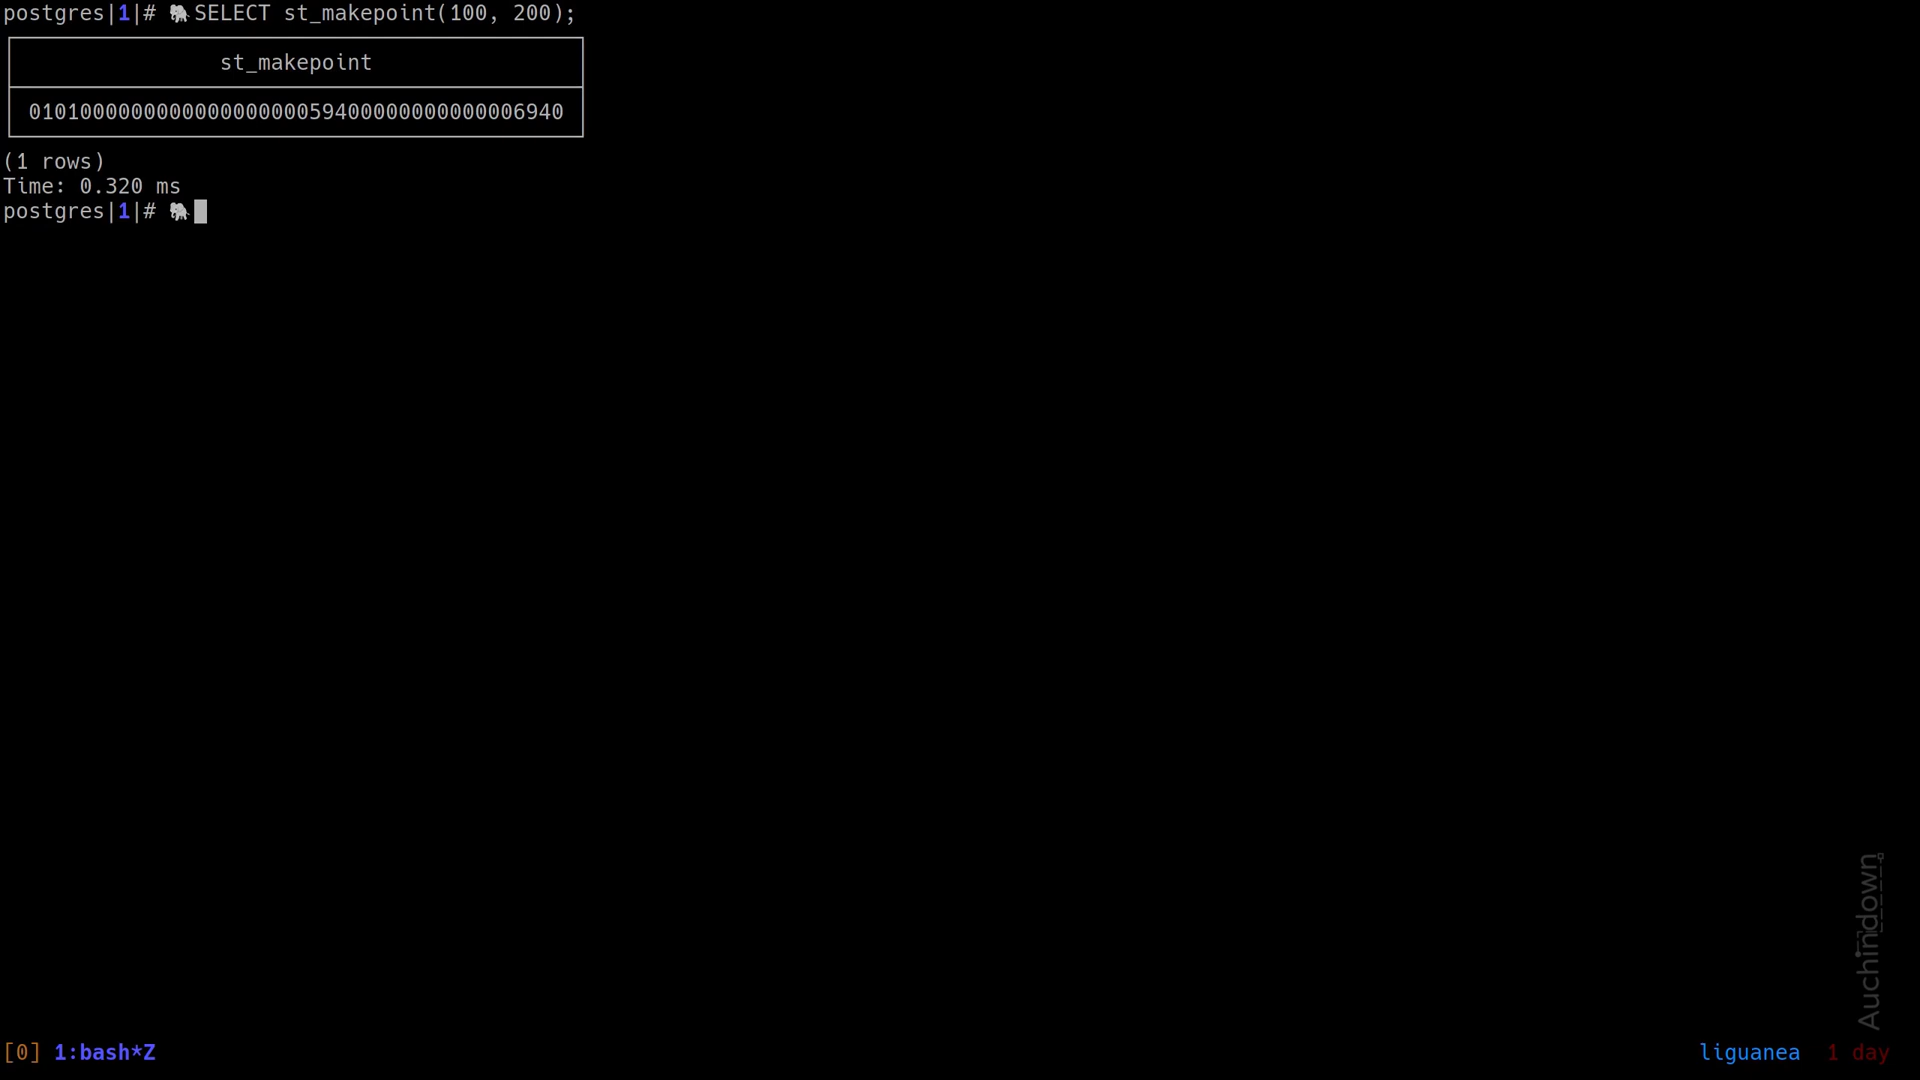 postgres|1|# 🐘SELECT st_makepoint(100, 200);
st_makepoint
010100000000000000000059400000000000006940
(1 rows)
Time: 0.320 ms
postgres|1|# 🐘
Auchindown
[0] 1:bash*Z
liguanea 1 day